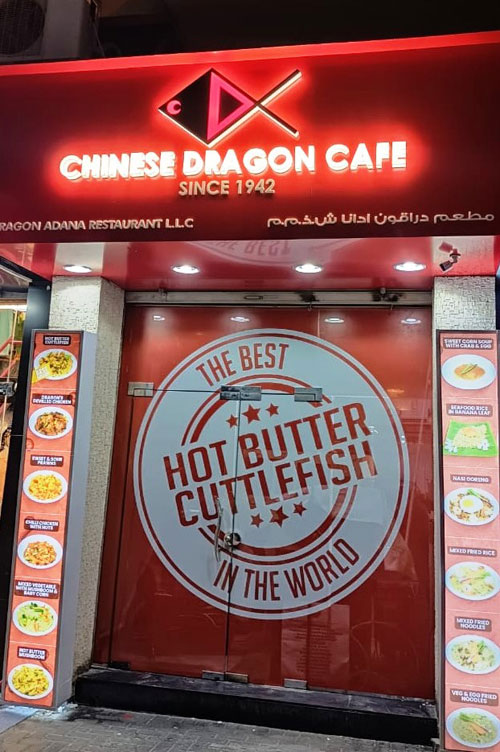 CHINESE DRAGON CAFE
SINCE 1942
RAGON ADANA RESTAURANT L.L.C
مطعم دراقون ادانا ش.ذ.م.م
THE BEST
HOT BUTTER
CUTTLEFISH
IN THE WORLD
HOT BUTTER
CUTTLEFISH
DRAGON'S
DEVILLED CHICKEN
SWEET & SOUR
PRAWNS
CHILLI CHICKEN
WITH NUTS
MIXED VEGETABLE
WITH MUSHROOM &
BABY CORN
HOT BUTTER
MUSHROOM
SWEET CORN SOUP
WITH CRAB & EGG
SEAFOOD RICE
IN BANANA LEAF
NASI GORENG
MIXED FRIED RICE
MIXED FRIED
NOODLES
VEG & EGG FRIED
NOODLES